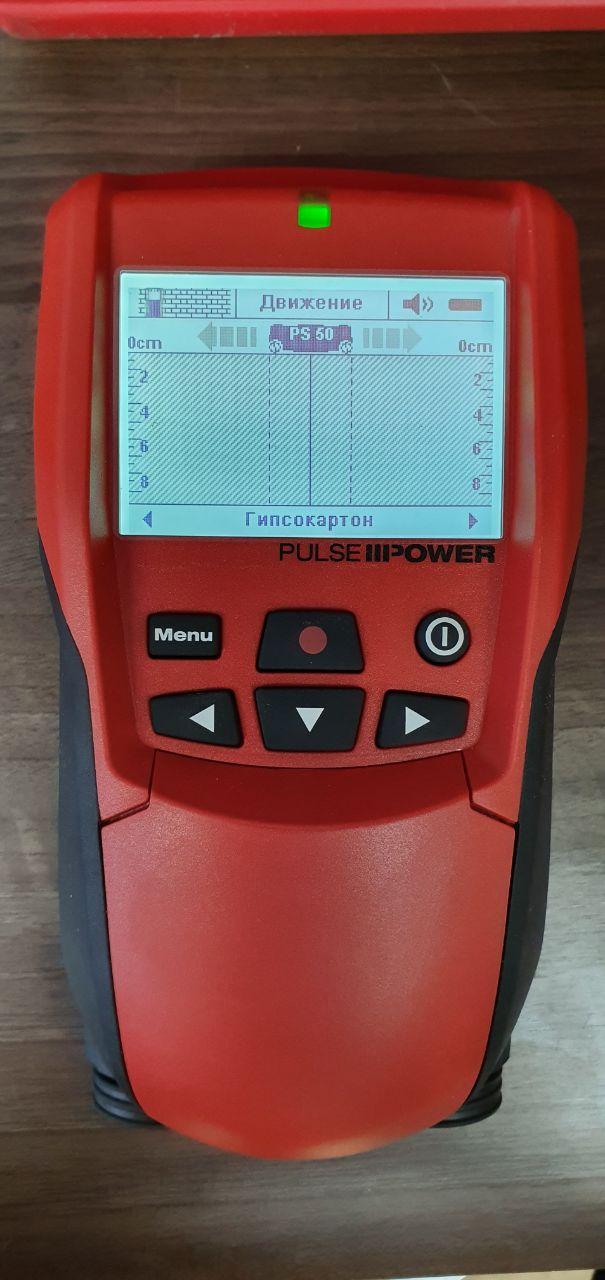 Движение
PS 50
0cm 0cm
2 2
4 4
6 6
8 8
Гипсокартон
PULSE POWER
Menu